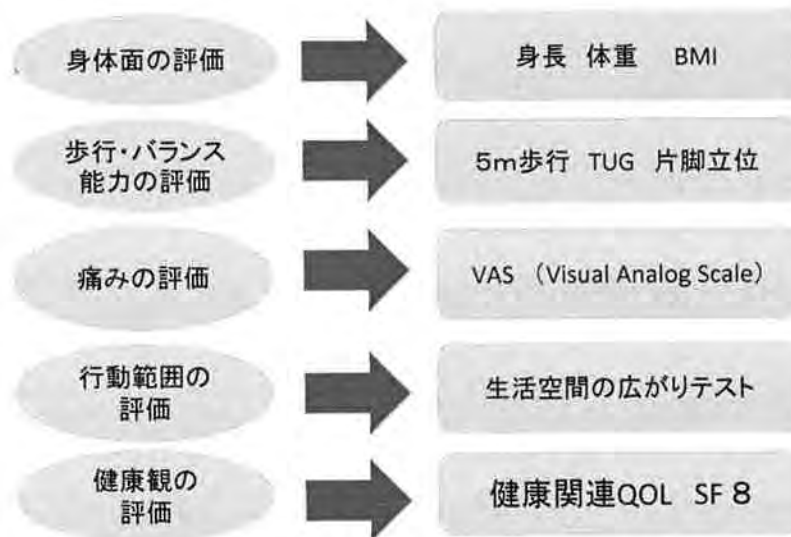 身体面の評価
身長 体重 BMI
歩行・バランス
能力の評価
5m歩行 TUG 片脚立位
痛みの評価
VAS (Visual Analog Scale)
行動範囲の
評価
生活空間の広がりテスト
健康観の
評価
健康関連QOL SF 8